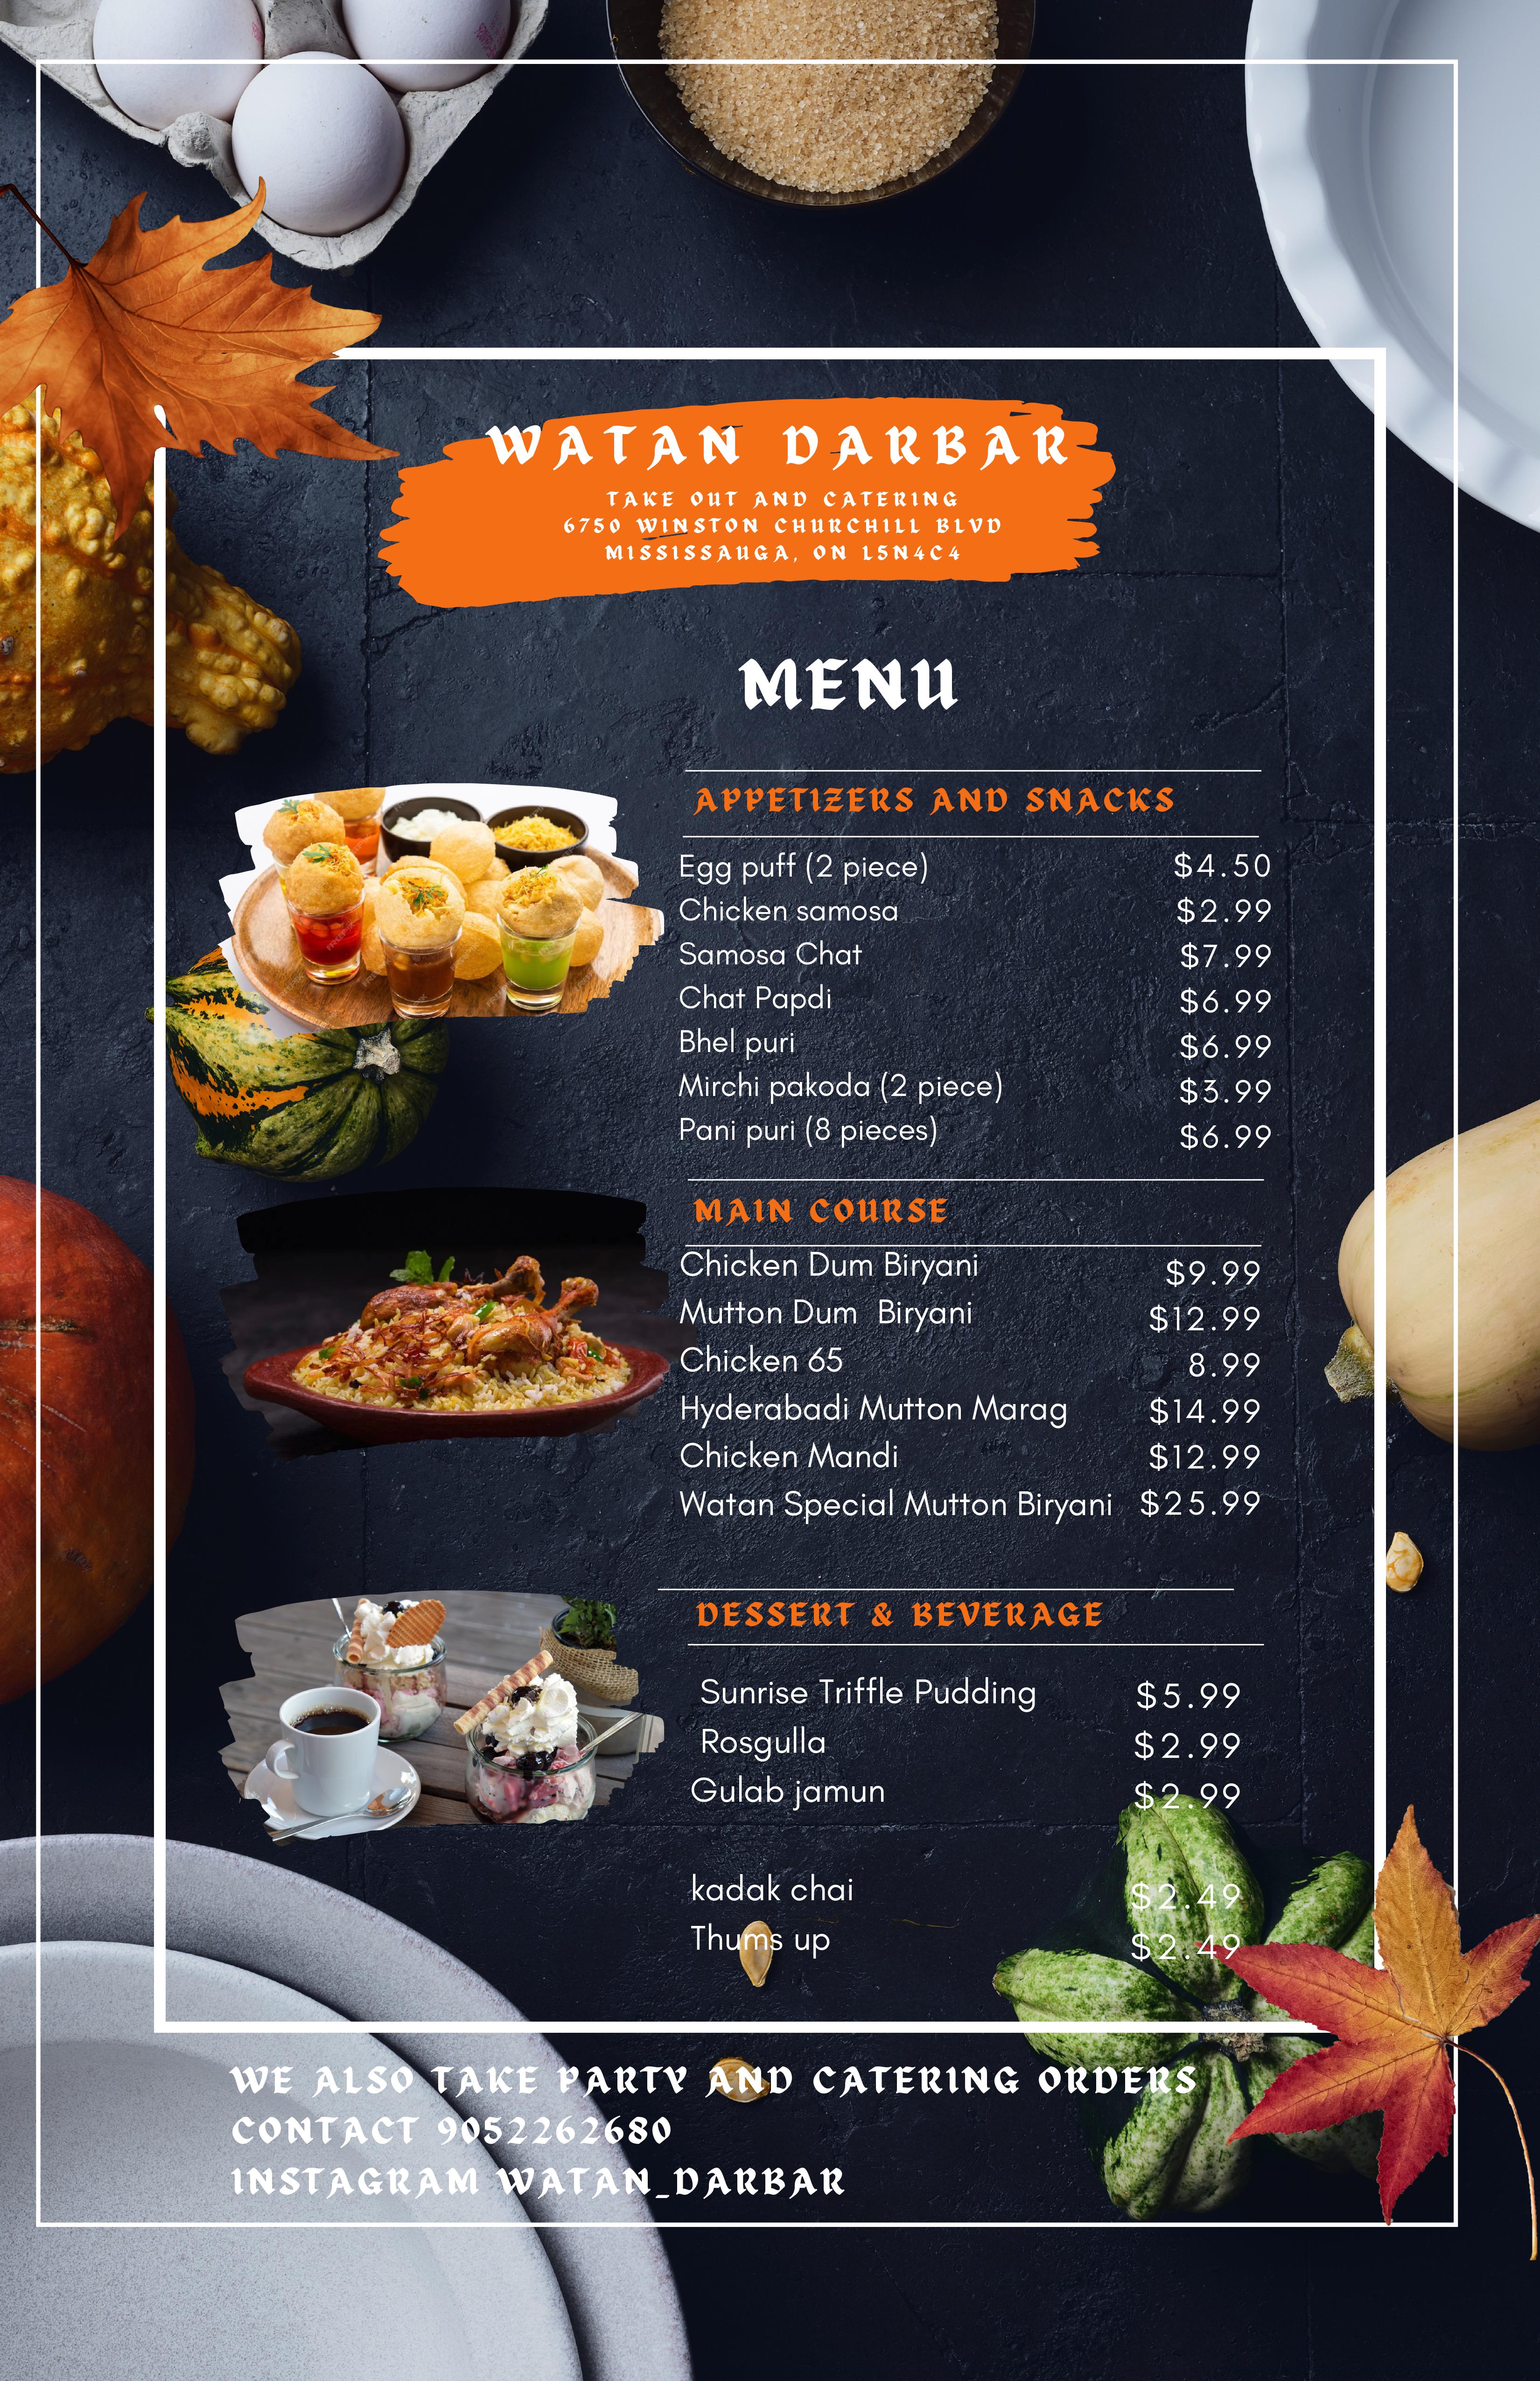 WATAN DARBAR
TAKE OUT AND CATERING
6750 WINSTON CHURCHILL BLVD
MISSISSAUGA, ON L5N4C4
MENU
APPETIZERS AND SNACKS
Egg puff (2 piece) $4.50
Chicken samosa $2.99
Samosa Chat $7.99
Chat Papdi $6.99
Bhel puri $6.99
Mirchi pakoda (2 piece) $3.99
Pani puri (8 pieces) $6.99
MAIN COURSE
Chicken Dum Biryani $9.99
Mutton Dum Biryani $12.99
Chicken 65 8.99
Hyderabadi Mutton Marag $14.99
Chicken Mandi $12.99
Watan Special Mutton Biryani $25.99
DESSERT & BEVERAGE
Sunrise Triffle Pudding $5.99
Rosgulla $2.99
Gulab jamun $2.99
kadak chai $2.49
Thums up $2.49
WE ALSO TAKE PARTY AND CATERING ORDERS
CONTACT 9052262680
INSTAGRAM WATAN_DARBAR